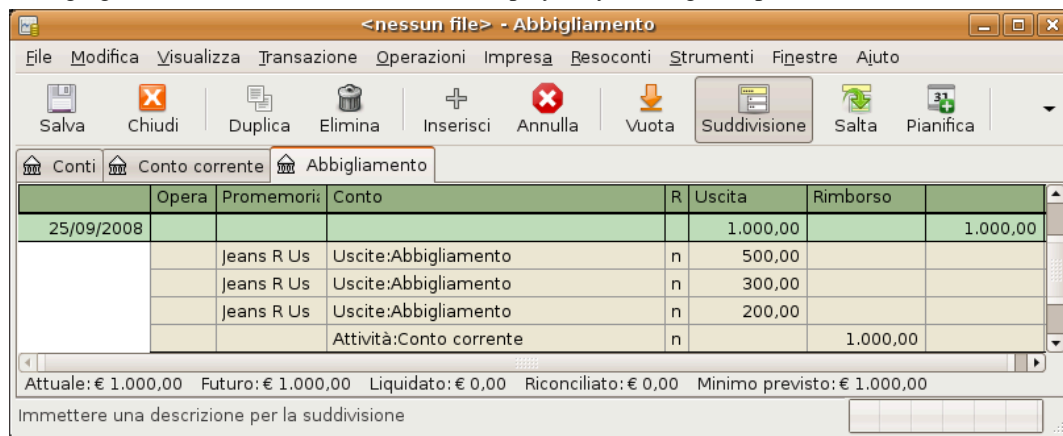 <nessun file> - Abbigliamento
File Modifica Visualizza Transazione Operazioni Impresa Resoconti Strumenti Finestre Aiuto
Salva Chiudi Duplica Elimina Inserisci Annulla Vuota Suddivisione Salta Pianifica
Conti Conto corrente Abbigliamento
Opera Promemoria Conto R Uscita Rimborso
25/09/2008 1.000,00 1.000,00
Jeans R Us Uscite:Abbigliamento n 500,00
Jeans R Us Uscite:Abbigliamento n 300,00
Jeans R Us Uscite:Abbigliamento n 200,00
Attività:Conto corrente n 1.000,00
Attuale: € 1.000,00 Futuro: € 1.000,00 Liquidato: € 0,00 Riconciliato: € 0,00 Minimo previsto: € 1.000,00
Immettere una descrizione per la suddivisione